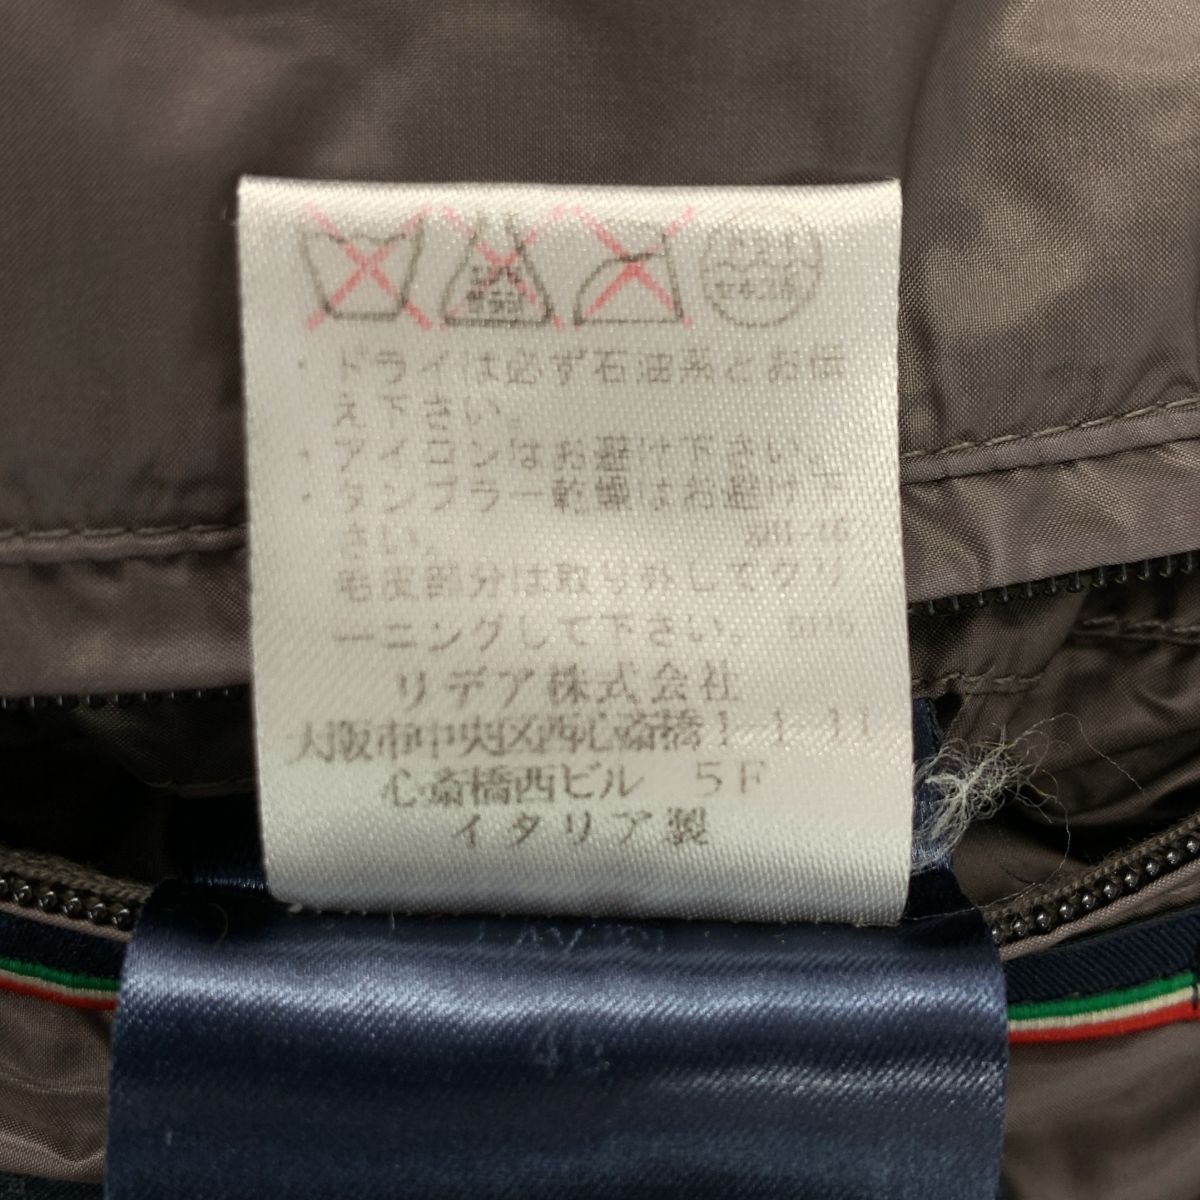 ・ドライは必ず石油系とお伝
え下さい。
・アイロンはお避け下さい。
・タンブラー乾燥はお避け下
さい。
毛皮部分は取り外してクリ
ーニングして下さい。
リデア株式会社
大阪市中央区西心斎橋1-1-11
心斎橋西ビル 5F
イタリア製